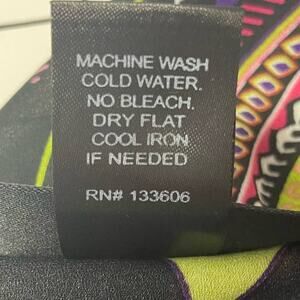 MACHINE WASH
COLD WATER.
NO BLEACH.
DRY FLAT
COOL IRON
IF NEEDED
RN# 133606